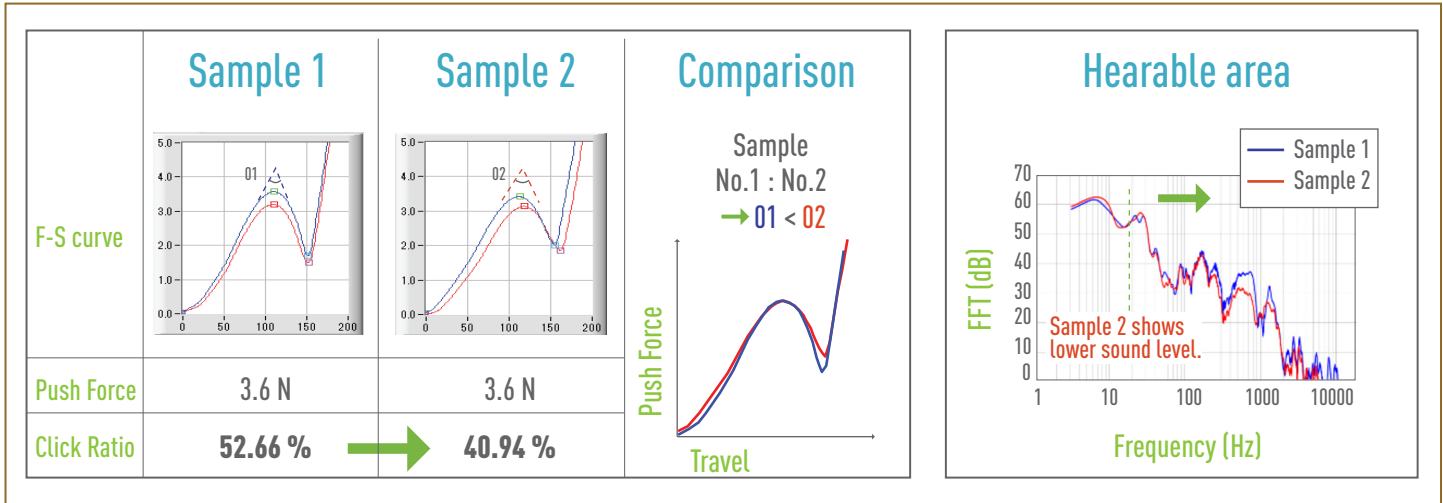 Sample 1
Sample 2
Comparison
F-S curve
5.0
4.0
3.0
2.0
1.0
0.0
0
50
100
150
200
01
5.0
4.0
3.0
2.0
1.0
0.0
0
50
100
150
200
02
Sample
No.1 : No.2
→ 01 < 02
Push Force
Travel
Push Force
3.6 N
3.6 N
Click Ratio
52.66 %
40.94 %
Hearable area
Sample 1
Sample 2
70
60
50
40
30
20
10
0
FFT (dB)
Sample 2 shows
lower sound level.
1
10
100
1000
10000
Frequency (Hz)